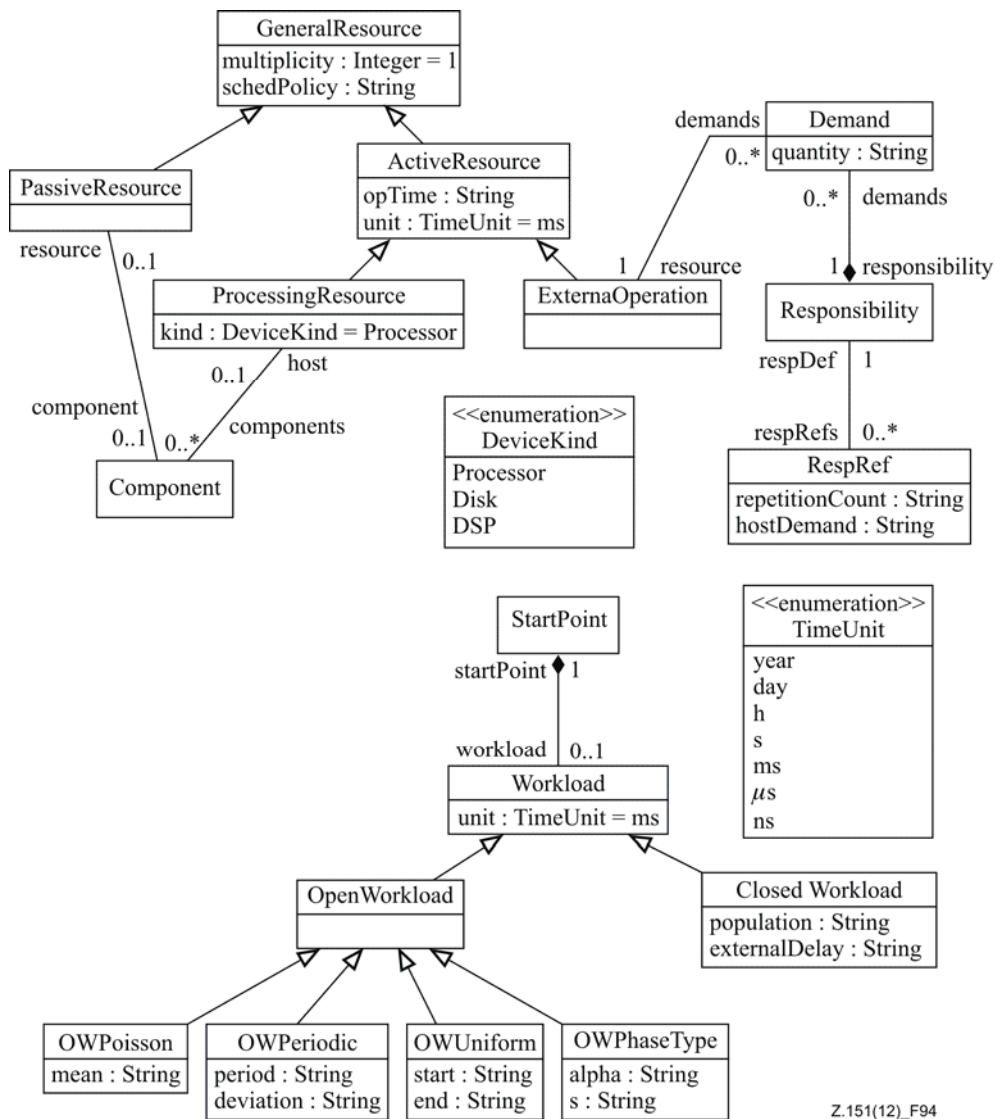 GeneralResource
multiplicity : Integer = 1
schedPolicy : String
PassiveResource
ActiveResource
opTime : String
unit : TimeUnit = ms
demands
0..*
Demand
quantity : String
0..*
demands
resource
0..1
ProcessingResource
kind : DeviceKind = Processor
1
resource
ExternaOperation
1
responsibility
Responsibility
0..1
host
respDef
1
component
0..1
0..*
components
Component
<<enumeration>>
DeviceKind
Processor
Disk
DSP
respRefs
0..*
RespRef
repetitionCount : String
hostDemand : String
StartPoint
startPoint
1
workload
0..1
Workload
unit : TimeUnit = ms
<<enumeration>>
TimeUnit
year
day
h
s
ms
μs
ns
OpenWorkload
Closed Workload
population : String
externalDelay : String
OWPoisson
mean : String
OWPeriodic
period : String
deviation : String
OWUniform
start : String
end : String
OWPhaseType
alpha : String
s : String
Z.151(12)_F94